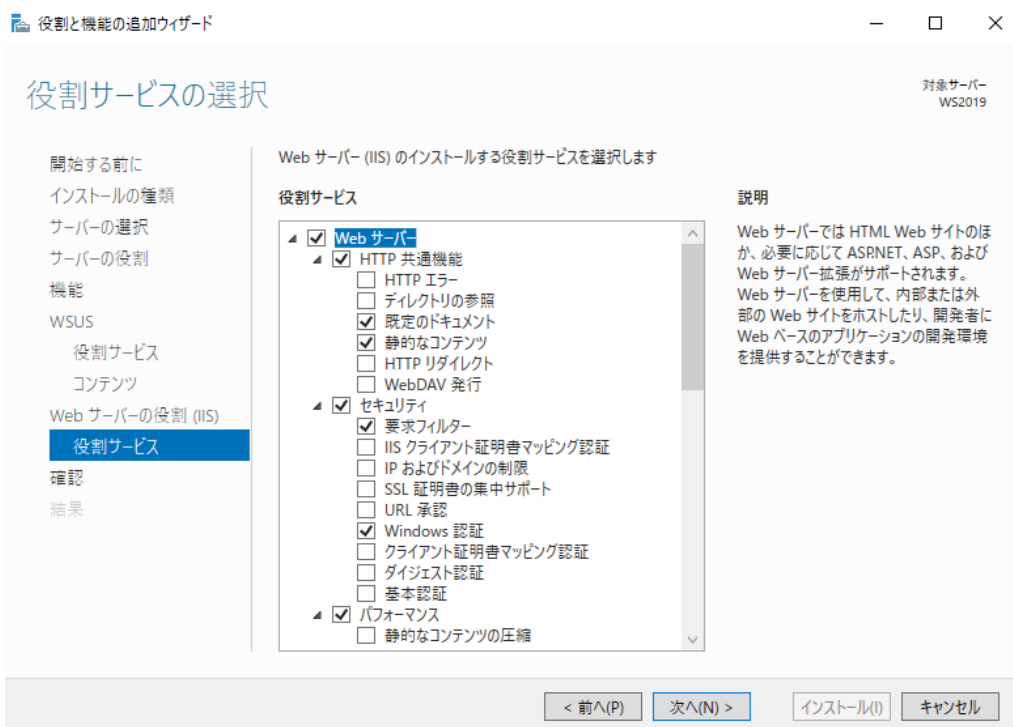 役割と機能の追加ウィザード
役割サービスの選択
対象サーバー
WS2019
開始する前に
インストールの種類
サーバーの選択
サーバーの役割
機能
WSUS
役割サービス
コンテンツ
Web サーバーの役割 (IIS)
役割サービス
確認
結果
Web サーバー (IIS) のインストールする役割サービスを選択します
役割サービス
Web サーバー
HTTP 共通機能
HTTP エラー
ディレクトリの参照
既定のドキュメント
静的なコンテンツ
HTTP リダイレクト
WebDAV 発行
セキュリティ
要求フィルター
IIS クライアント証明書マッピング認証
IP およびドメインの制限
SSL 証明書の集中サポート
URL 承認
Windows 認証
クライアント証明書マッピング認証
ダイジェスト認証
基本認証
パフォーマンス
静的なコンテンツの圧縮
説明
Web サーバーでは HTML Web サイトのほ
か、必要に応じて ASP.NET、ASP、および
Web サーバー拡張がサポートされます。
Web サーバーを使用して、内部または外
部の Web サイトをホストしたり、開発者に
Web ベースのアプリケーションの開発環境
を提供することができます。
< 前へ(P)
次へ(N) >
インストール(I)
キャンセル